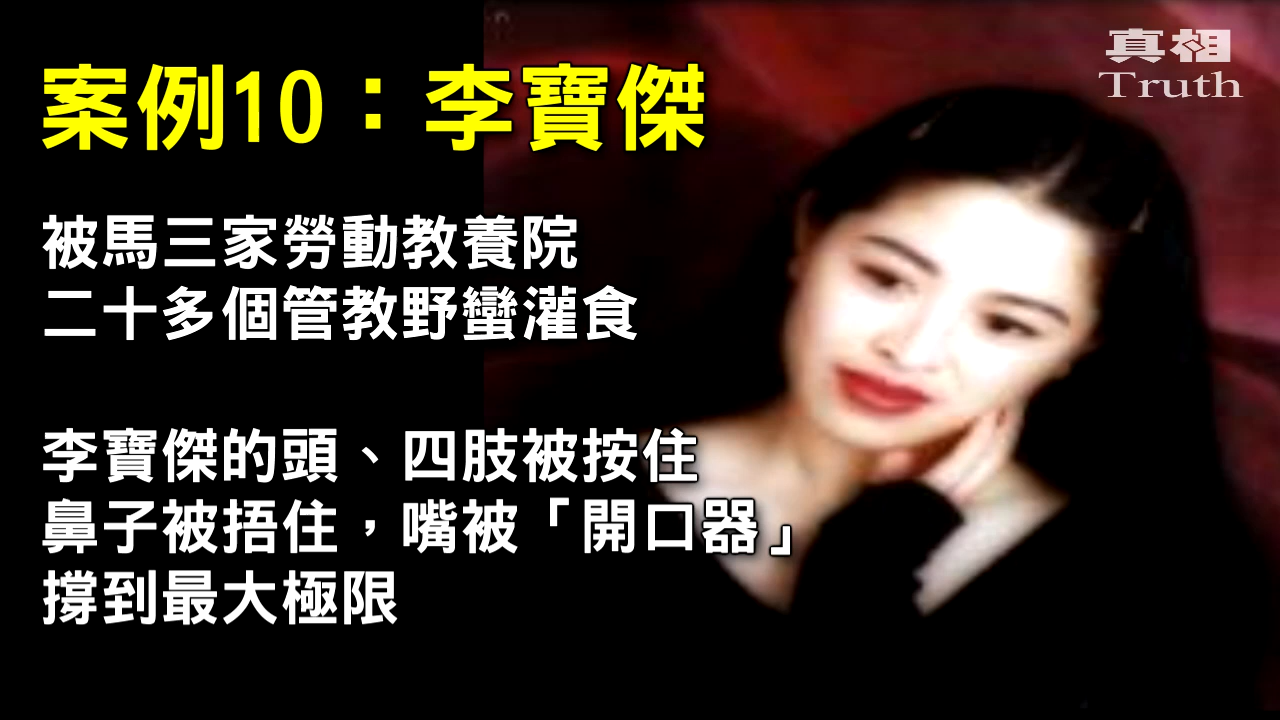 真相
Truth
案例10：李寶傑
被馬三家勞動教養院
二十多個管教野蠻灌食
李寶傑的頭、四肢被按住
鼻子被捂住，嘴被「開口器」
撐到最大極限